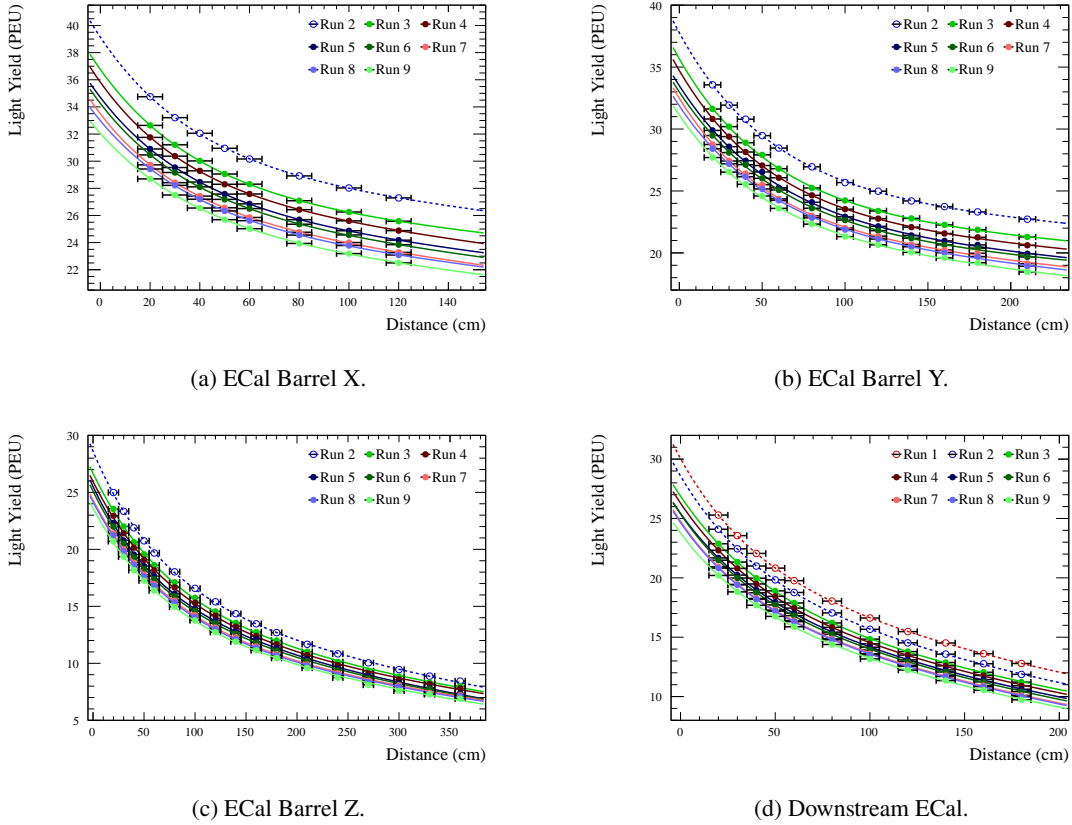 Light Yield (PEU)
40
38
36
34
32
30
28
26
24
22
Run 2 Run 3 Run 4
Run 5 Run 6 Run 7
Run 8 Run 9
0 20 40 60 80 100 120 140
Distance (cm)
(a) ECal Barrel X.
Light Yield (PEU)
40
35
30
25
20
Run 2 Run 3 Run 4
Run 5 Run 6 Run 7
Run 8 Run 9
0 50 100 150 200
Distance (cm)
(b) ECal Barrel Y.
Light Yield (PEU)
30
25
20
15
10
5
Run 2 Run 3 Run 4
Run 5 Run 6 Run 7
Run 8 Run 9
0 50 100 150 200 250 300 350
Distance (cm)
(c) ECal Barrel Z.
Light Yield (PEU)
30
25
20
15
10
Run 1 Run 2 Run 3
Run 4 Run 5 Run 6
Run 7 Run 8 Run 9
0 50 100 150 200
Distance (cm)
(d) Downstream ECal.